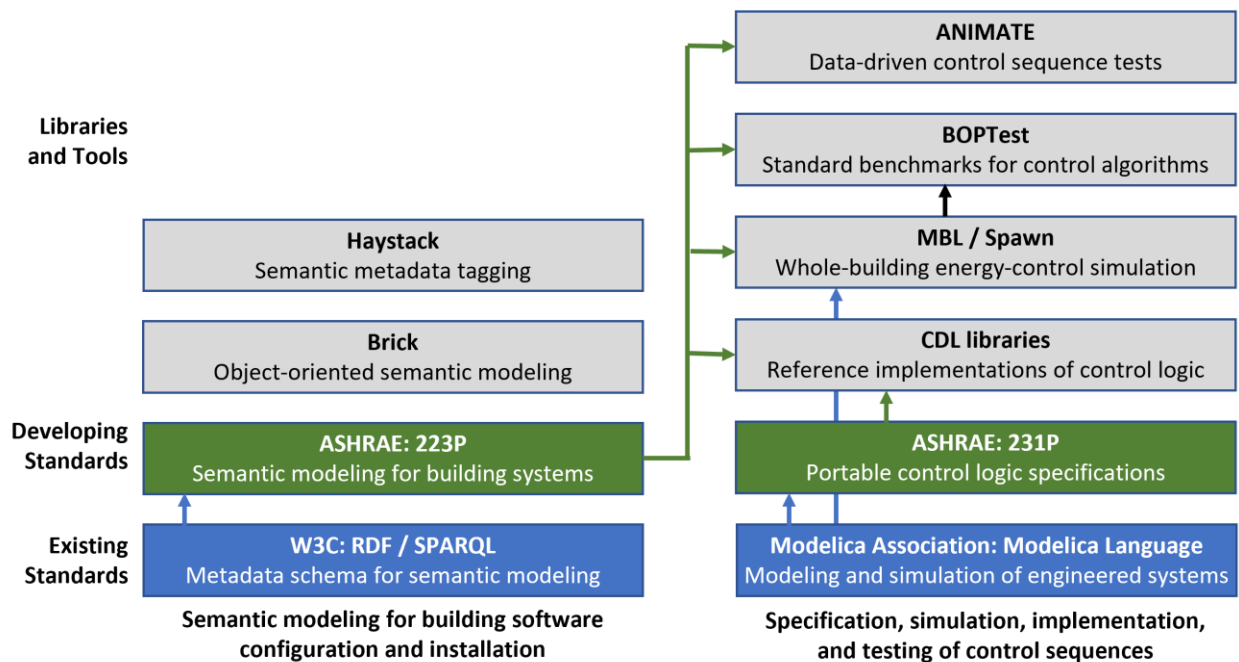 ANIMATE
Data-driven control sequence tests
Libraries
and Tools
BOPTest
Standard benchmarks for control algorithms
Haystack
Semantic metadata tagging
MBL / Spawn
Whole-building energy-control simulation
Brick
Object-oriented semantic modeling
CDL libraries
Reference implementations of control logic
Developing
Standards
ASHRAE: 223P
Semantic modeling for building systems
ASHRAE: 231P
Portable control logic specifications
Existing
Standards
W3C: RDF / SPARQL
Metadata schema for semantic modeling
Modelica Association: Modelica Language
Modeling and simulation of engineered systems
Semantic modeling for building software
configuration and installation
Specification, simulation, implementation,
and testing of control sequences